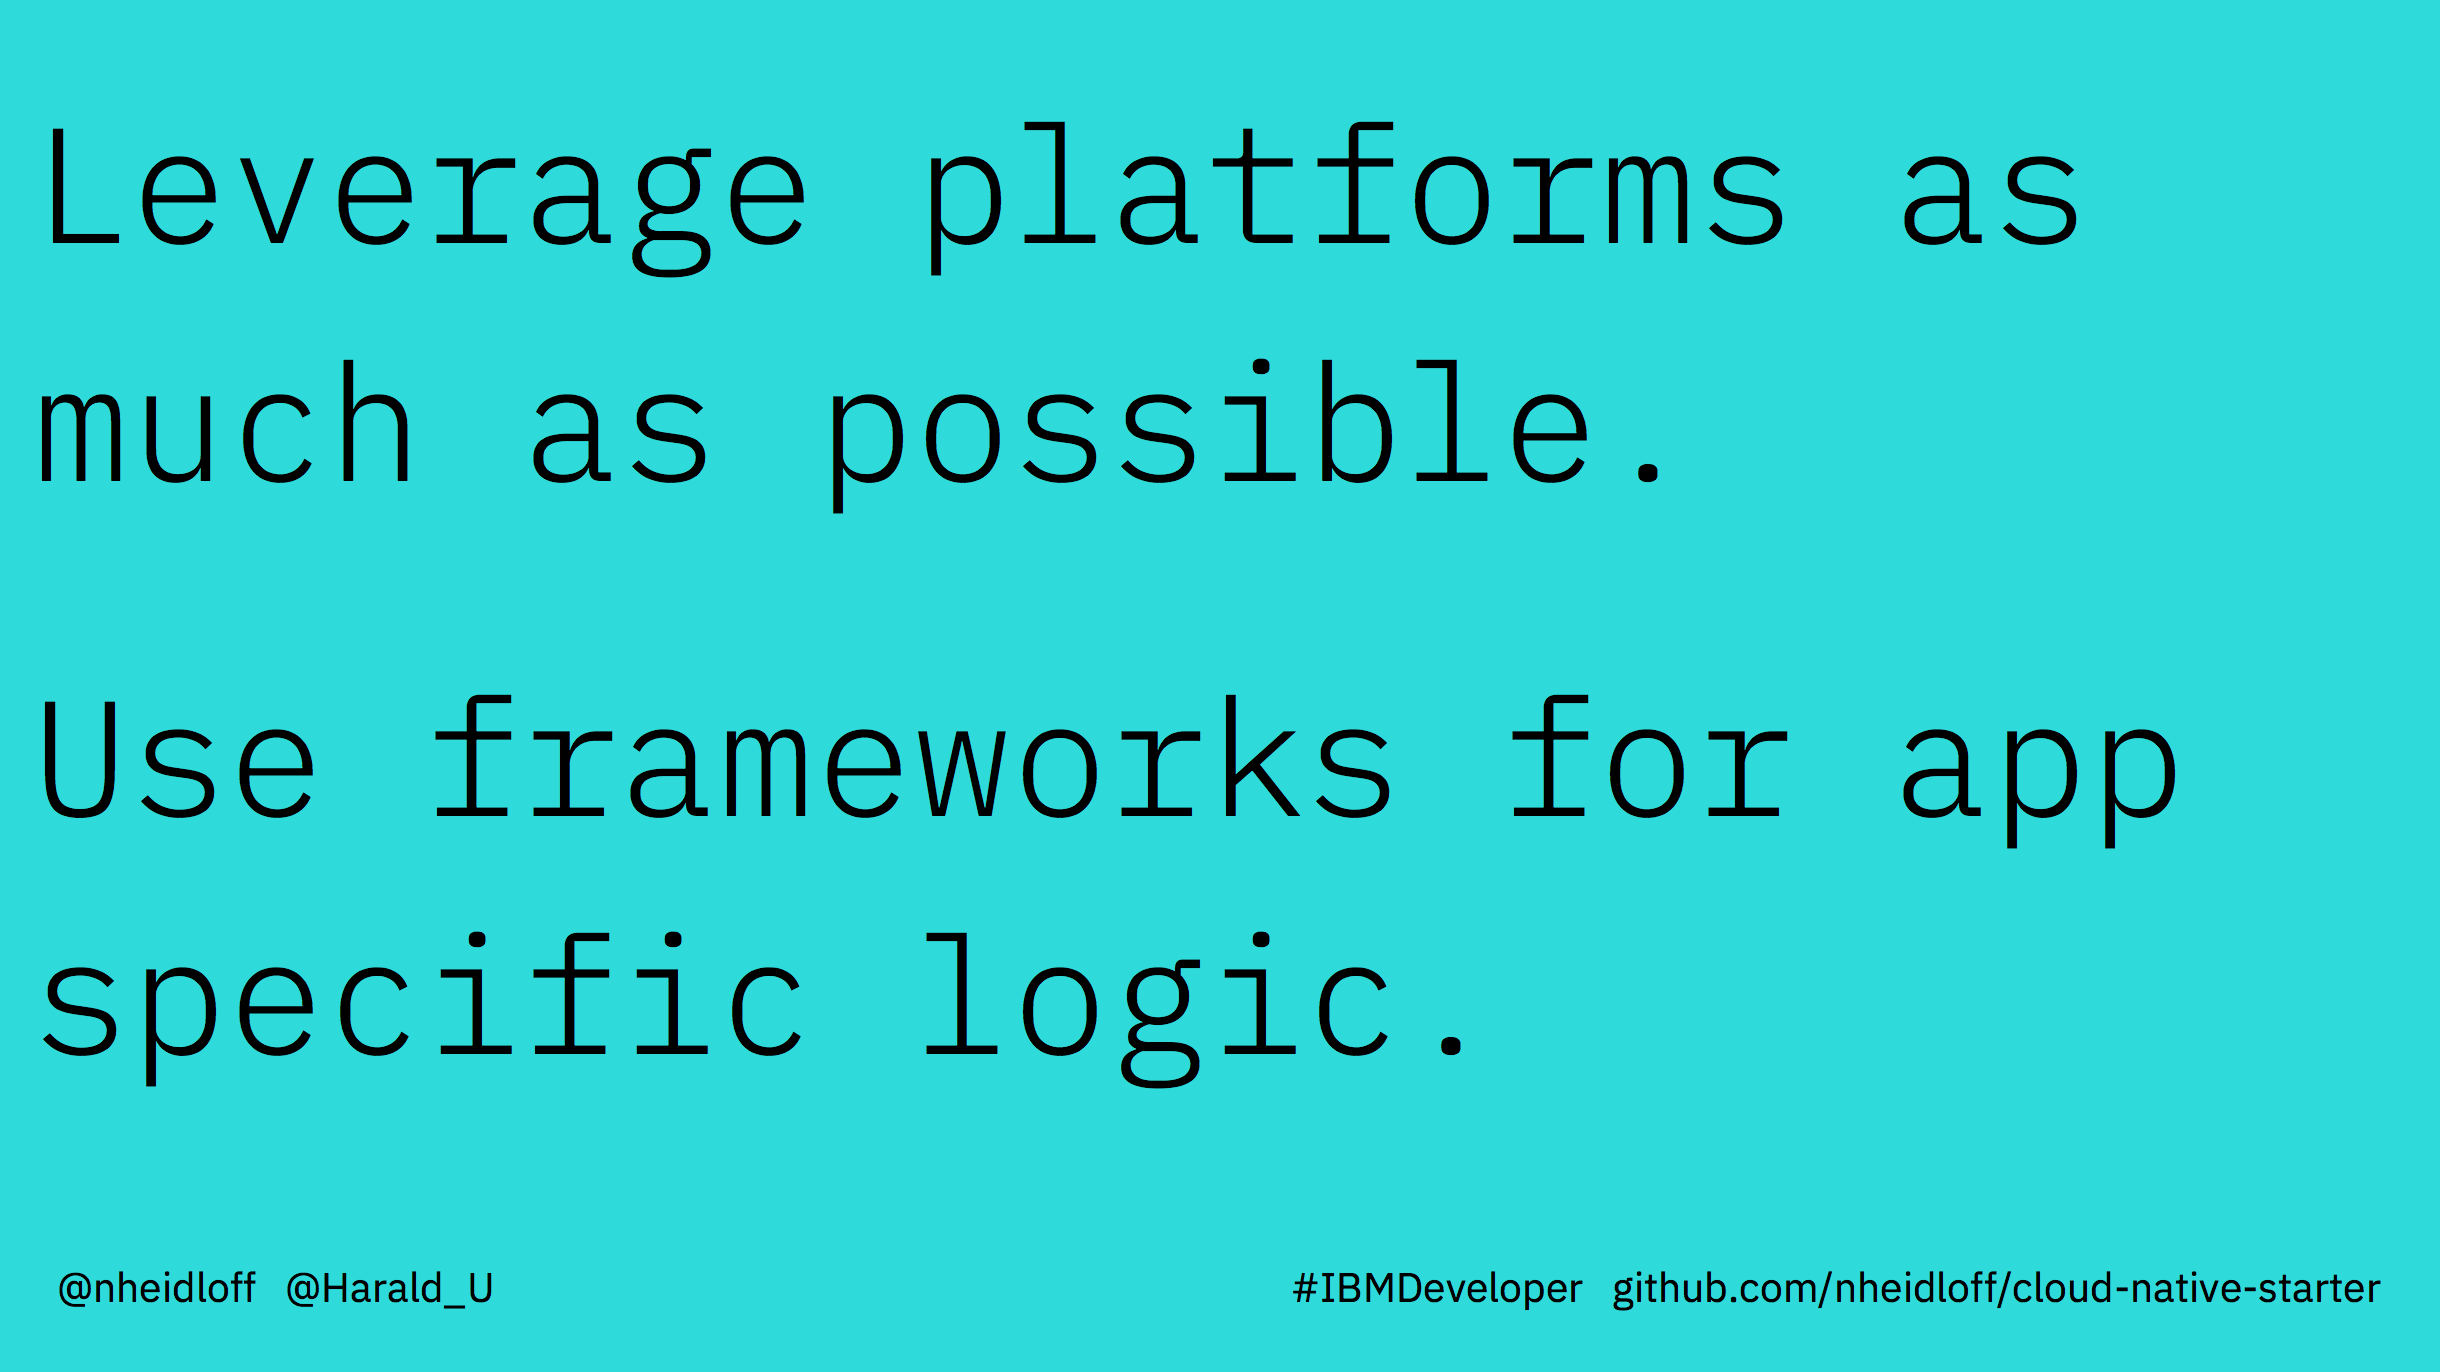 Leverage platforms as
much as possible.
Use frameworks for app
specific logic.
@nheidloff @Harald_U #IBMDeveloper github.com/nheidloff/cloud-native-starter